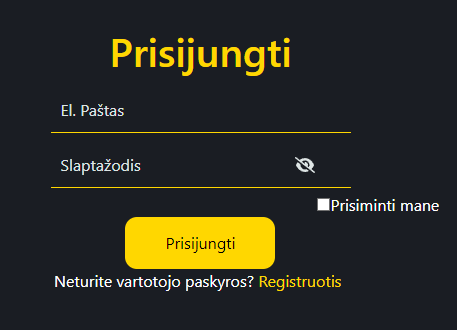 Prisijungti
El. Paštas
Slaptažodis
Prisiminti mane
Prisijungti
Neturite vartotojo paskyros? Registruotis